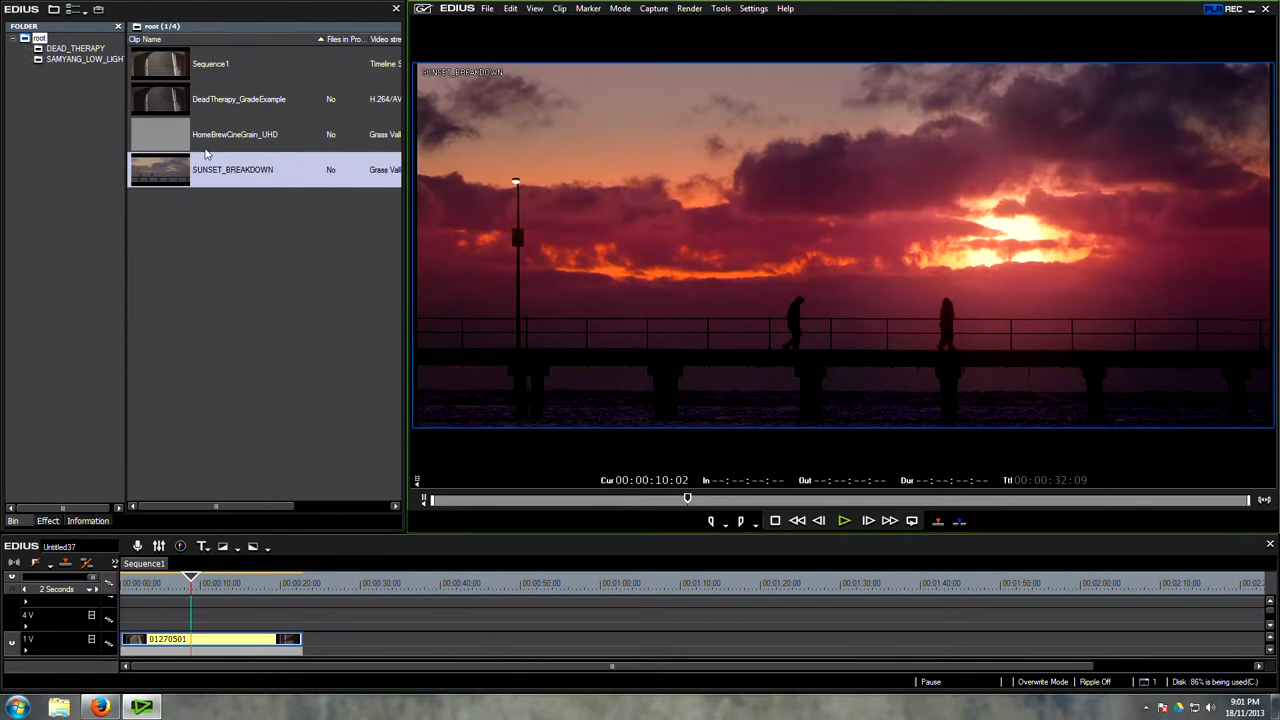 EDIUS
EDIUS File Edit View Clip Marker Mode Tools Capture Render Tools Settings Help PLR REC
FOLDER
root
DEAD_THERAPY
SAMYANG_LOW_LIGH
root (1/4)
Clip Name Files in Pro... Video stre
Sequence1 Timeline S
DeadTherapy_GradeExample No H.264/AV
HomeBrewCineGrain_UHD No Grass Vall
SUNSET_BREAKDOWN No Grass Vall
SUNSET_BREAKDOWN
Cur 00:00:10:02 In --:--:--:-- Out --:--:--:-- Dur --:--:--:-- Ttl 00:00:32:09
Bin Effect Information
EDIUS Untitled37
T
Sequence1
2 Seconds
00:00:00:00 00:00:10:00 00:00:20:00 00:00:30:00 00:00:40:00 00:00:50:00 00:01:00:00 00:01:10:00 00:01:20:00 00:01:30:00 00:01:40:00 00:01:50:00 00:02:00:00 00:02:10:00 00:02:2
4 V
1 V
01270501
Pause Overwrite Mode Ripple Off 1 Disk :86% is being used(C:)
9:01 PM
18/11/2013